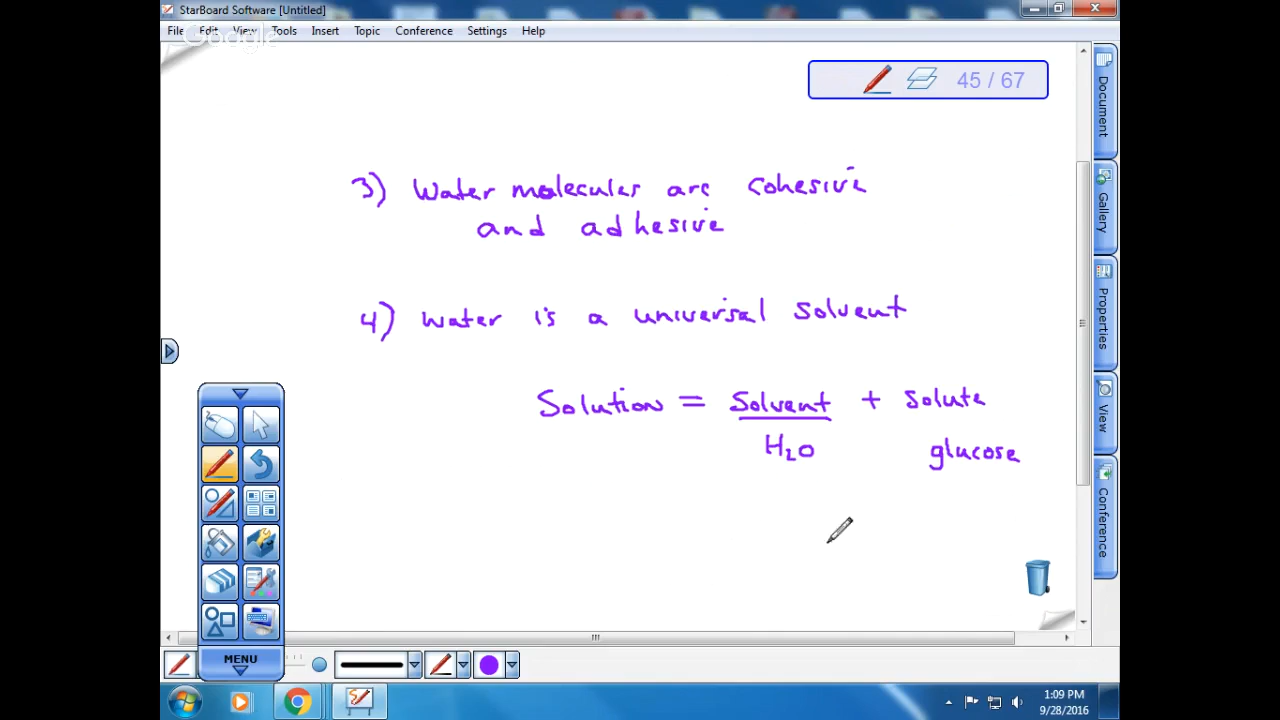 StarBoard Software [Untitled]
File Edit View Tools Insert Topic Conference Settings Help
Google
45 / 67
3) Water molecules are cohesive
and adhesive
4) Water is a universal solvent
Solution = Solvent + solute
H₂O glucose
Document
Gallery
Properties
View
Conference
MENU
1:09 PM
9/28/2016